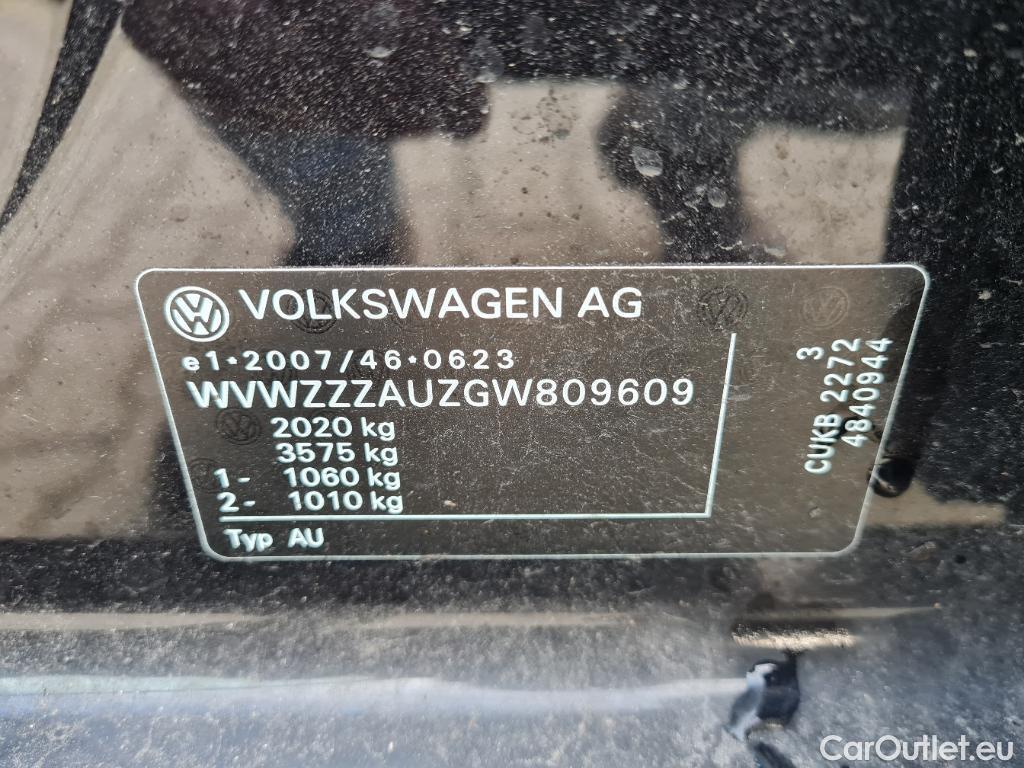 VOLKSWAGEN AG
e1*2007/46*0623
WVWZZZAUZGW809609
2020 kg
3575 kg
1- 1060 kg
2- 1010 kg
Typ AU
3
CUKB 2272
4840944
CarOutlet.eu